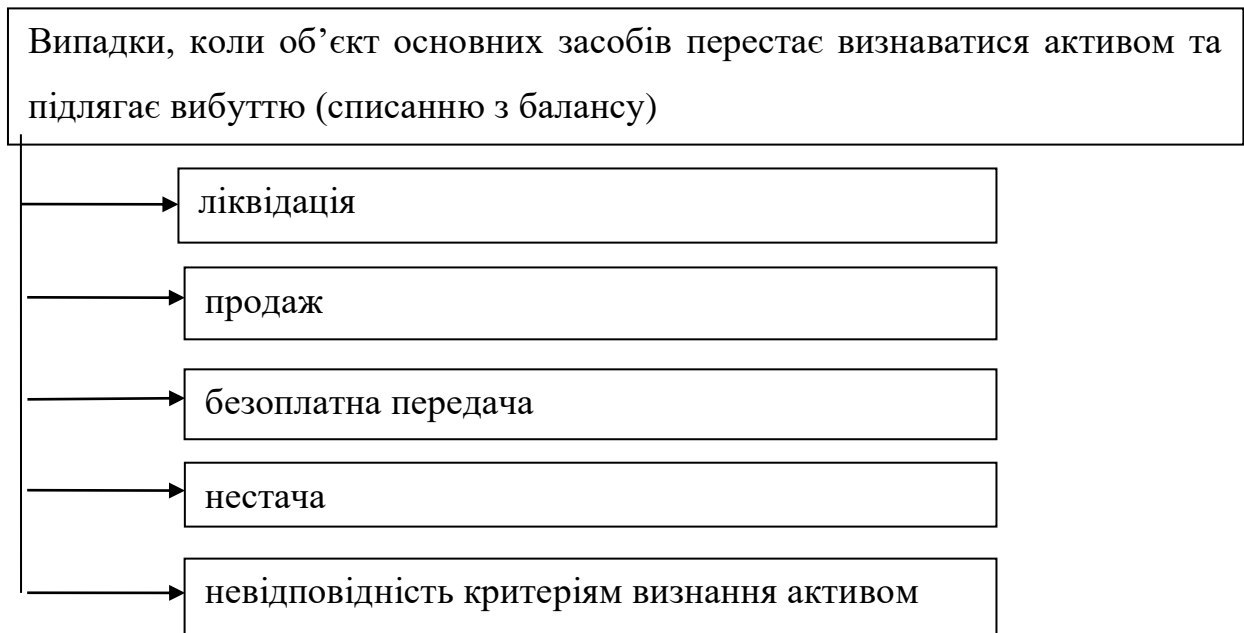 Випадки, коли об’єкт основних засобів перестає визнаватися активом та
підлягає вибуттю (списанню з балансу)
ліквідація
продаж
безоплатна передача
нестача
невідповідність критеріям визнання активом